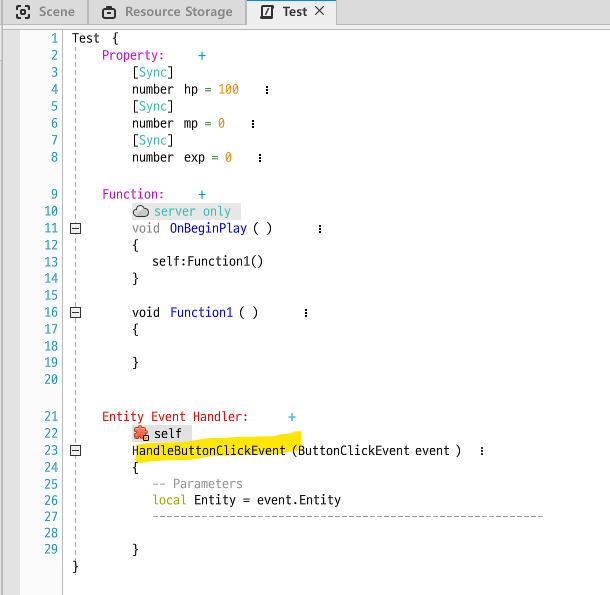 Scene Resource Storage Test
1 Test {
2 Property: +
3 [Sync]
4 number hp = 100
5 [Sync]
6 number mp = 0
7 [Sync]
8 number exp = 0
9 Function: +
10 server only
11 void OnBeginPlay ( )
12 {
13 self:Function1()
14 }
15
16 void Function1 ( )
17 {
18
19 }
20
21 Entity Event Handler: +
22 self
23 HandleButtonClickEvent (ButtonClickEvent event )
24 {
25 -- Parameters
26 local Entity = event.Entity
27 ---------------------------------------------------------
28
29 }
}